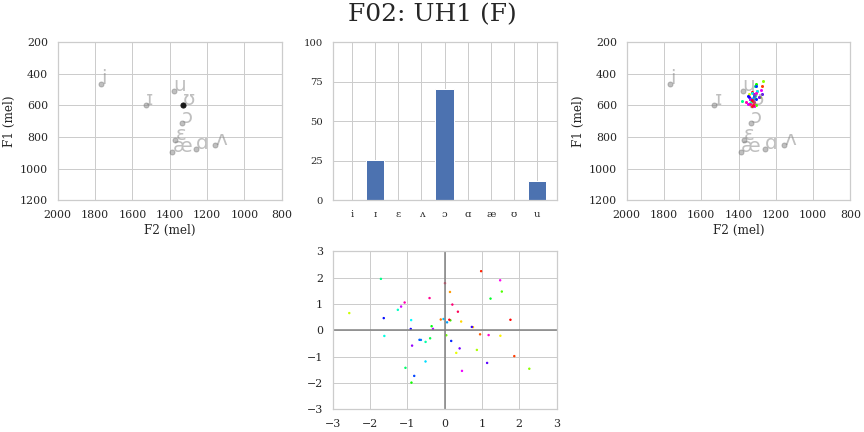 F02: UH1 (F)
200
400
600
800
1000
1200
F1 (mel)
2000 1800 1600 1400 1200 1000 800
F2 (mel)
i
u
ɪ
ʊ
ɔ
ɛ
æ
ɑ
ʌ
100
75
50
25
0
i ɪ ɛ ʌ ɔ ɑ æ ʊ u
200
400
600
800
1000
1200
F1 (mel)
2000 1800 1600 1400 1200 1000 800
F2 (mel)
i
u
ɪ
ʊ
ɔ
ɛ
æ
ɑ
ʌ
3
2
1
0
−1
−2
−3
−3 −2 −1 0 1 2 3